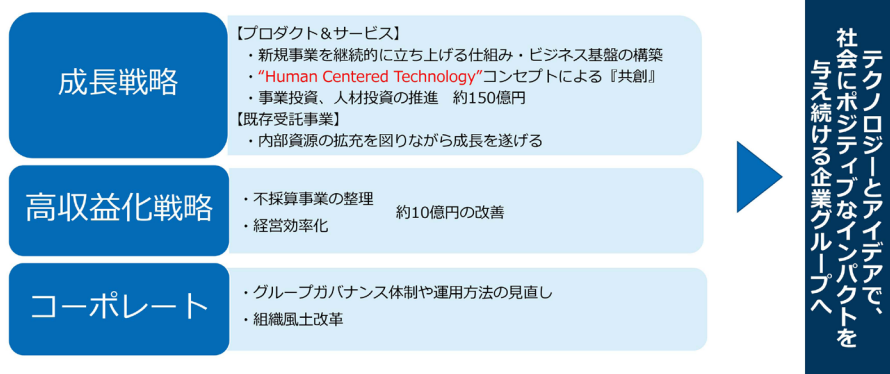 成長戦略
【プロダクト＆サービス】
・新規事業を継続的に立ち上げる仕組み・ビジネス基盤の構築
・“Human Centered Technology”コンセプトによる『共創』
・事業投資、人材投資の推進　約150億円
【既存受託事業】
・内部資源の拡充を図りながら成長を遂げる
高収益化戦略
・不採算事業の整理
・経営効率化
約10億円の改善
コーポレート
・グループガバナンス体制や運用方法の見直し
・組織風土改革
テクノロジーとアイデアで、
社会にポジティブなインパクトを
与え続ける企業グループへ